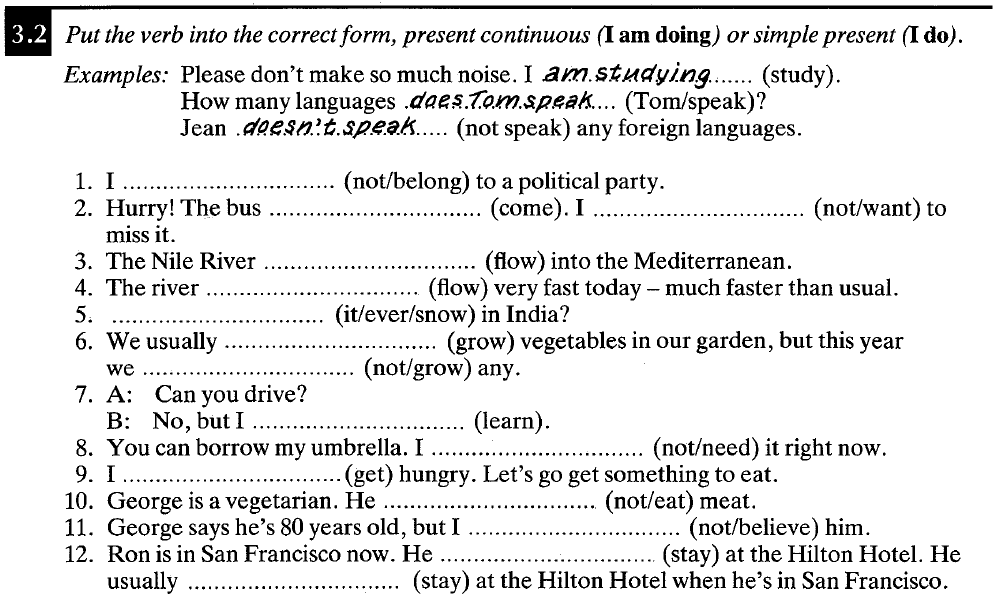 3.2 Put the verb into the correct form, present continuous (I am doing) or simple present (I do).
Examples: Please don't make so much noise. I .am.studying....... (study).
How many languages .does.Tom.speak.... (Tom/speak)?
Jean .doesn't.speak..... (not speak) any foreign languages.
1. I ................................ (not/belong) to a political party.
2. Hurry! The bus ................................ (come). I ................................ (not/want) to
miss it.
3. The Nile River ................................ (flow) into the Mediterranean.
4. The river ................................ (flow) very fast today – much faster than usual.
5. ................................ (it/ever/snow) in India?
6. We usually ................................ (grow) vegetables in our garden, but this year
we ................................ (not/grow) any.
7. A: Can you drive?
B: No, but I ................................ (learn).
8. You can borrow my umbrella. I ................................ (not/need) it right now.
9. I ................................ (get) hungry. Let's go get something to eat.
10. George is a vegetarian. He ................................ (not/eat) meat.
11. George says he's 80 years old, but I ................................ (not/believe) him.
12. Ron is in San Francisco now. He ................................ (stay) at the Hilton Hotel. He
usually ................................ (stay) at the Hilton Hotel when he's in San Francisco.